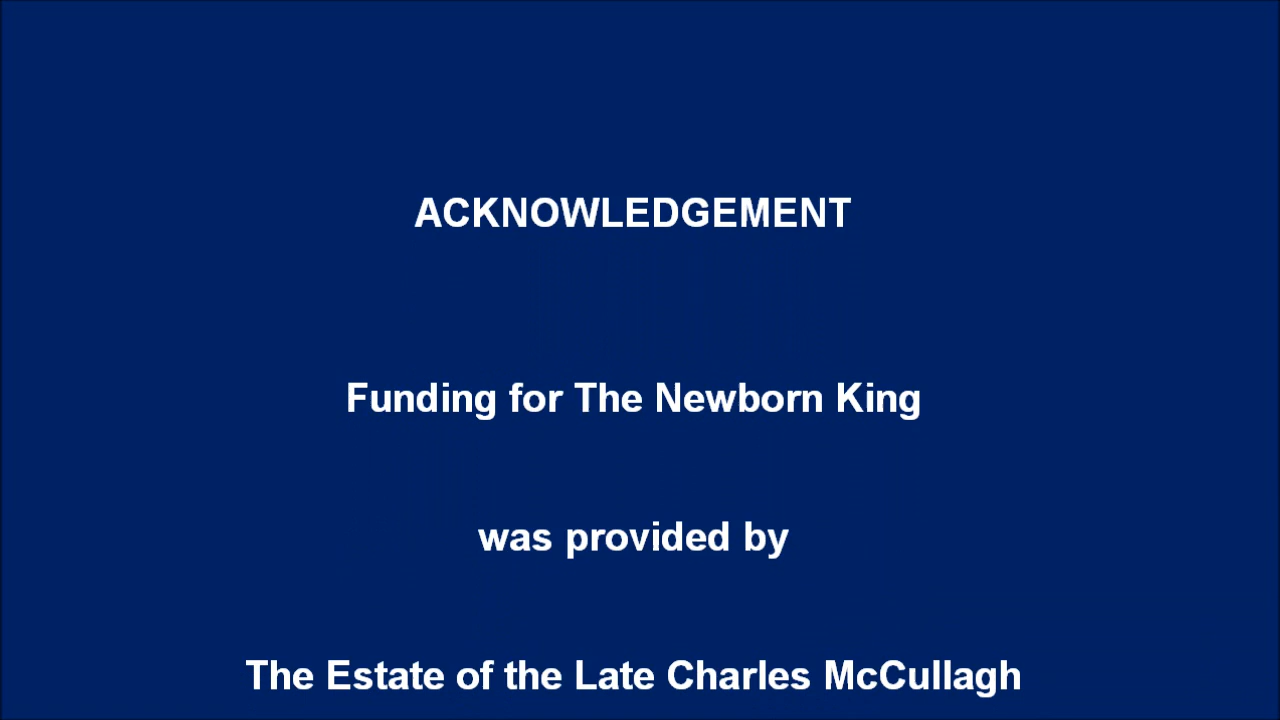 ACKNOWLEDGEMENT
Funding for The Newborn King
was provided by
The Estate of the Late Charles McCullagh